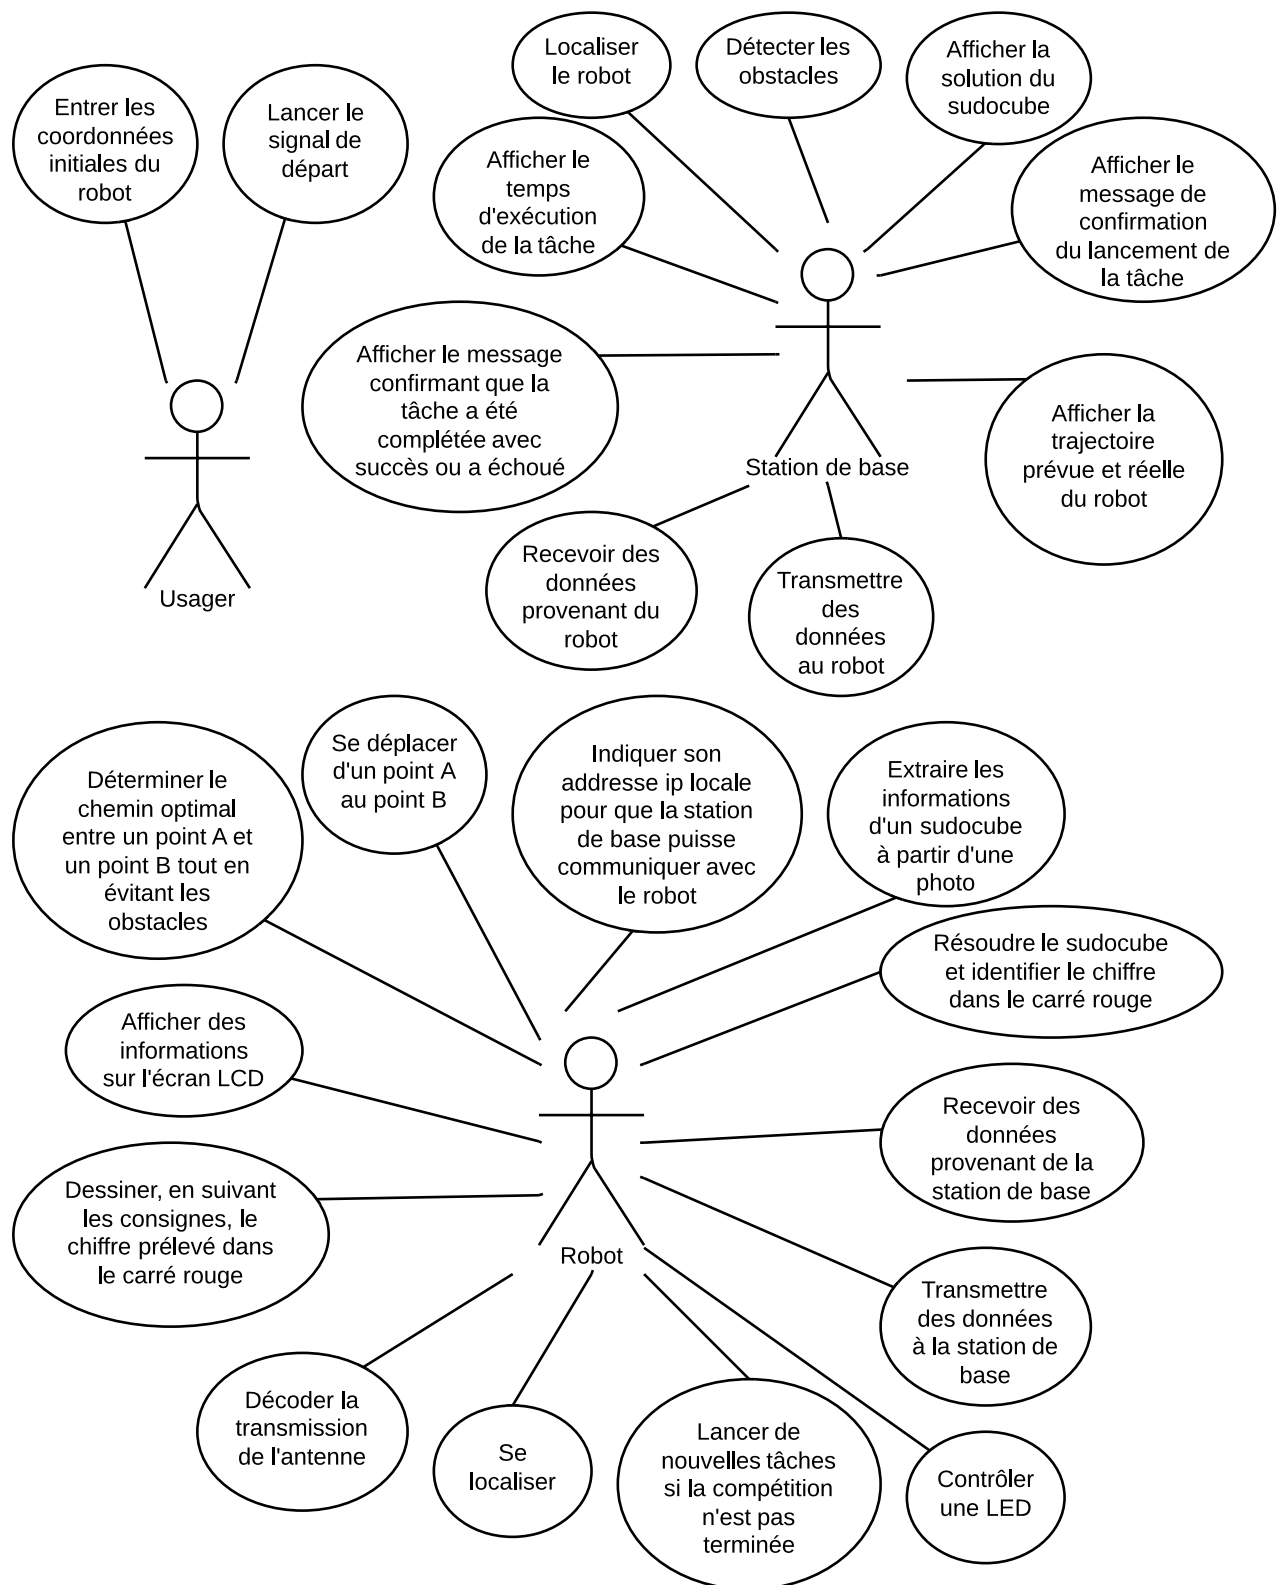 Localiser
le robot
Détecter les
obstacles
Afficher la
solution du
sudocube
Entrer les
coordonnées
initiales du
robot
Lancer le
signal de
départ
Afficher le
temps
d'exécution
de la tâche
Afficher le
message de
confirmation
du lancement de
la tâche
Afficher le message
confirmant que la
tâche a été
complétée avec
succès ou a échoué
Afficher la
trajectoire
prévue et réelle
du robot
Station de base
Recevoir des
données
provenant du
robot
Transmettre
des
données
au robot
Usager
Déterminer le
chemin optimal
entre un point A et
un point B tout en
évitant les
obstacles
Se déplacer
d'un point A
au point B
Indiquer son
addresse ip locale
pour que la station
de base puisse
communiquer avec
le robot
Extraire les
informations
d'un sudocube
à partir d'une
photo
Résoudre le sudocube
et identifier le chiffre
dans le carré rouge
Afficher des
informations
sur l'écran LCD
Recevoir des
données
provenant de la
station de base
Dessiner, en suivant
les consignes, le
chiffre prélevé dans
le carré rouge
Robot
Transmettre
des données
à la station de
base
Décoder la
transmission
de l'antenne
Se
localiser
Lancer de
nouvelles tâches
si la compétition
n'est pas
terminée
Contrôler
une LED